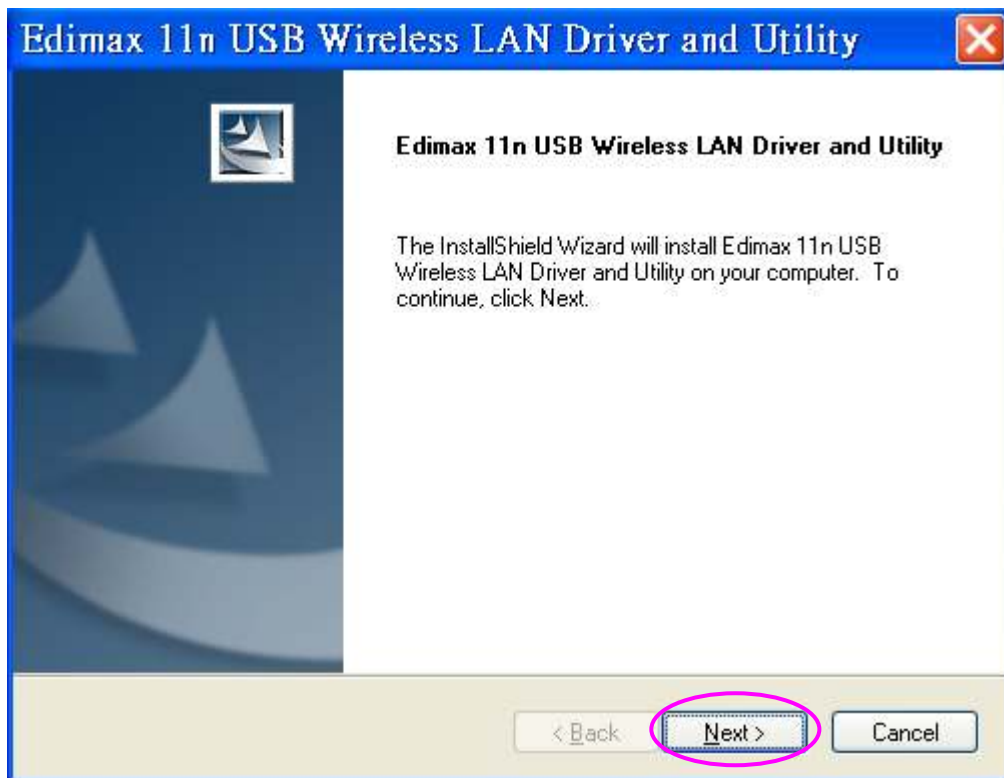 Edimax 11n USB Wireless LAN Driver and Utility
Edimax 11n USB Wireless LAN Driver and Utility
The InstallShield Wizard will install Edimax 11n USB
Wireless LAN Driver and Utility on your computer.  To
continue, click Next.
< Back
Next >
Cancel